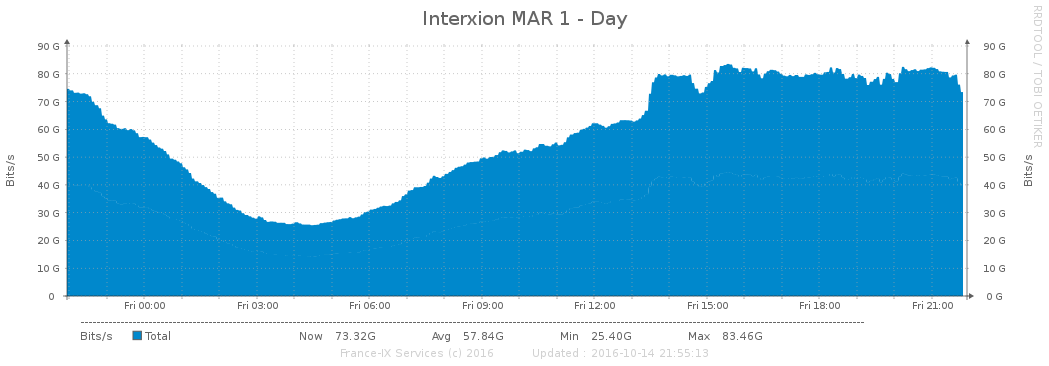 Interxion MAR 1 - Day
RRDTOOL / TOBI OETIKER
90 G 90 G
80 G 80 G
70 G 70 G
60 G 60 G
50 G 50 G
40 G 40 G
30 G 30 G
20 G 20 G
10 G 10 G
0 0 G
Bits/s
Bits/s
Fri 00:00 Fri 03:00 Fri 06:00 Fri 09:00 Fri 12:00 Fri 15:00 Fri 18:00 Fri 21:00
Bits/s Total Now 73.32G Avg 57.84G Min 25.40G Max 83.46G
France-IX Services (c) 2016 Updated : 2016-10-14 21:55:13